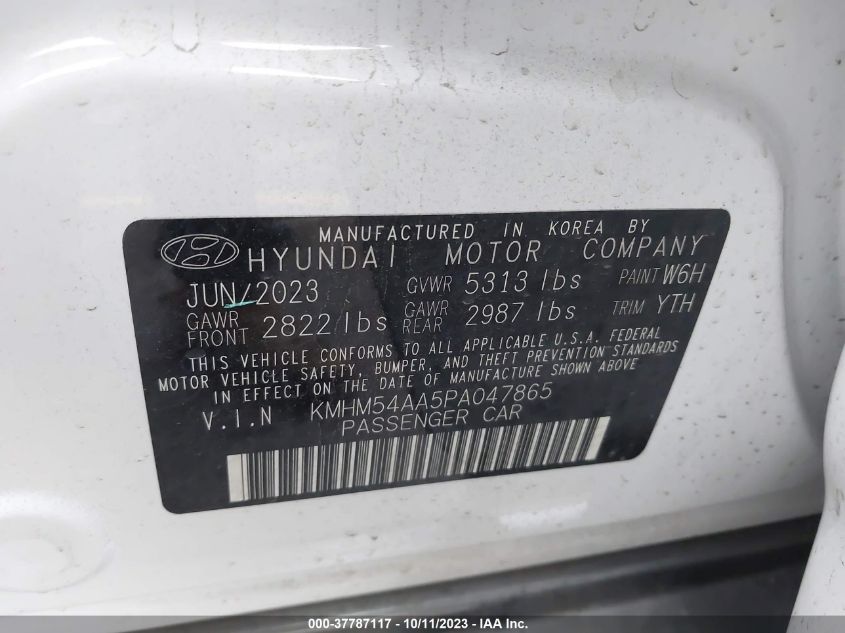 MANUFACTURED IN KOREA BY
HYUNDAI MOTOR COMPANY
JUN/2023 GVWR 5313 lbs PAINT W6H
GAWR FRONT 2822 lbs GAWR REAR 2987 lbs TRIM YTH
THIS VEHICLE CONFORMS TO ALL APPLICABLE U.S.A. FEDERAL
MOTOR VEHICLE SAFETY, BUMPER, AND THEFT PREVENTION STANDARDS
IN EFFECT ON THE DATE OF MANUFACTURE SHOWN ABOVE
V.I.N KMHM54AA5PA047865
PASSENGER CAR
000-37787117 - 10/11/2023 - IAA Inc.